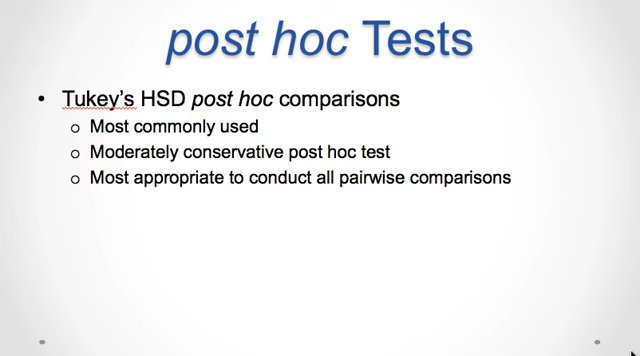 post hoc Tests
• Tukey's HSD post hoc comparisons
o Most commonly used
o Moderately conservative post hoc test
o Most appropriate to conduct all pairwise comparisons